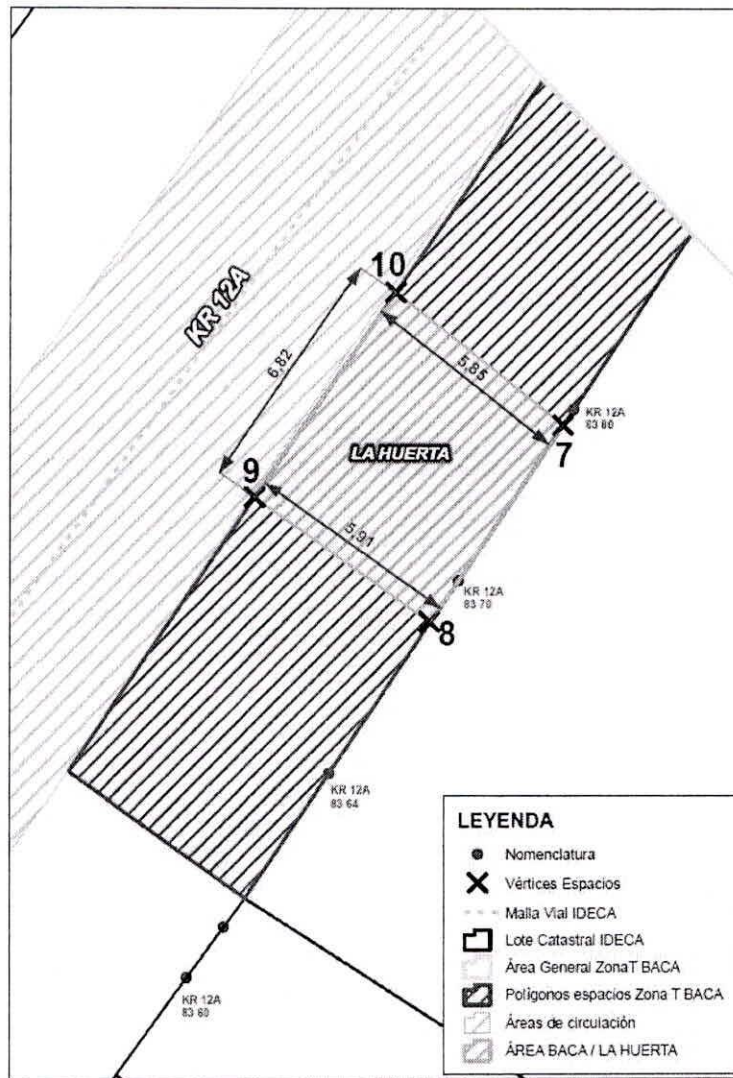 10
KR 12A
6,82
5,85
KR 12A
83 80
7
LA HUERTA
9
5,91
KR 12A
83 70
8
KR 12A
83 64
KR 12A
83 60
LEYENDA
Nomenclatura
Vértices Espacios
Malla Vial IDECA
Lote Catastral IDECA
Área General ZonaT BACA
Polígonos espacios Zona T BACA
Áreas de circulación
ÁREA BACA / LA HUERTA